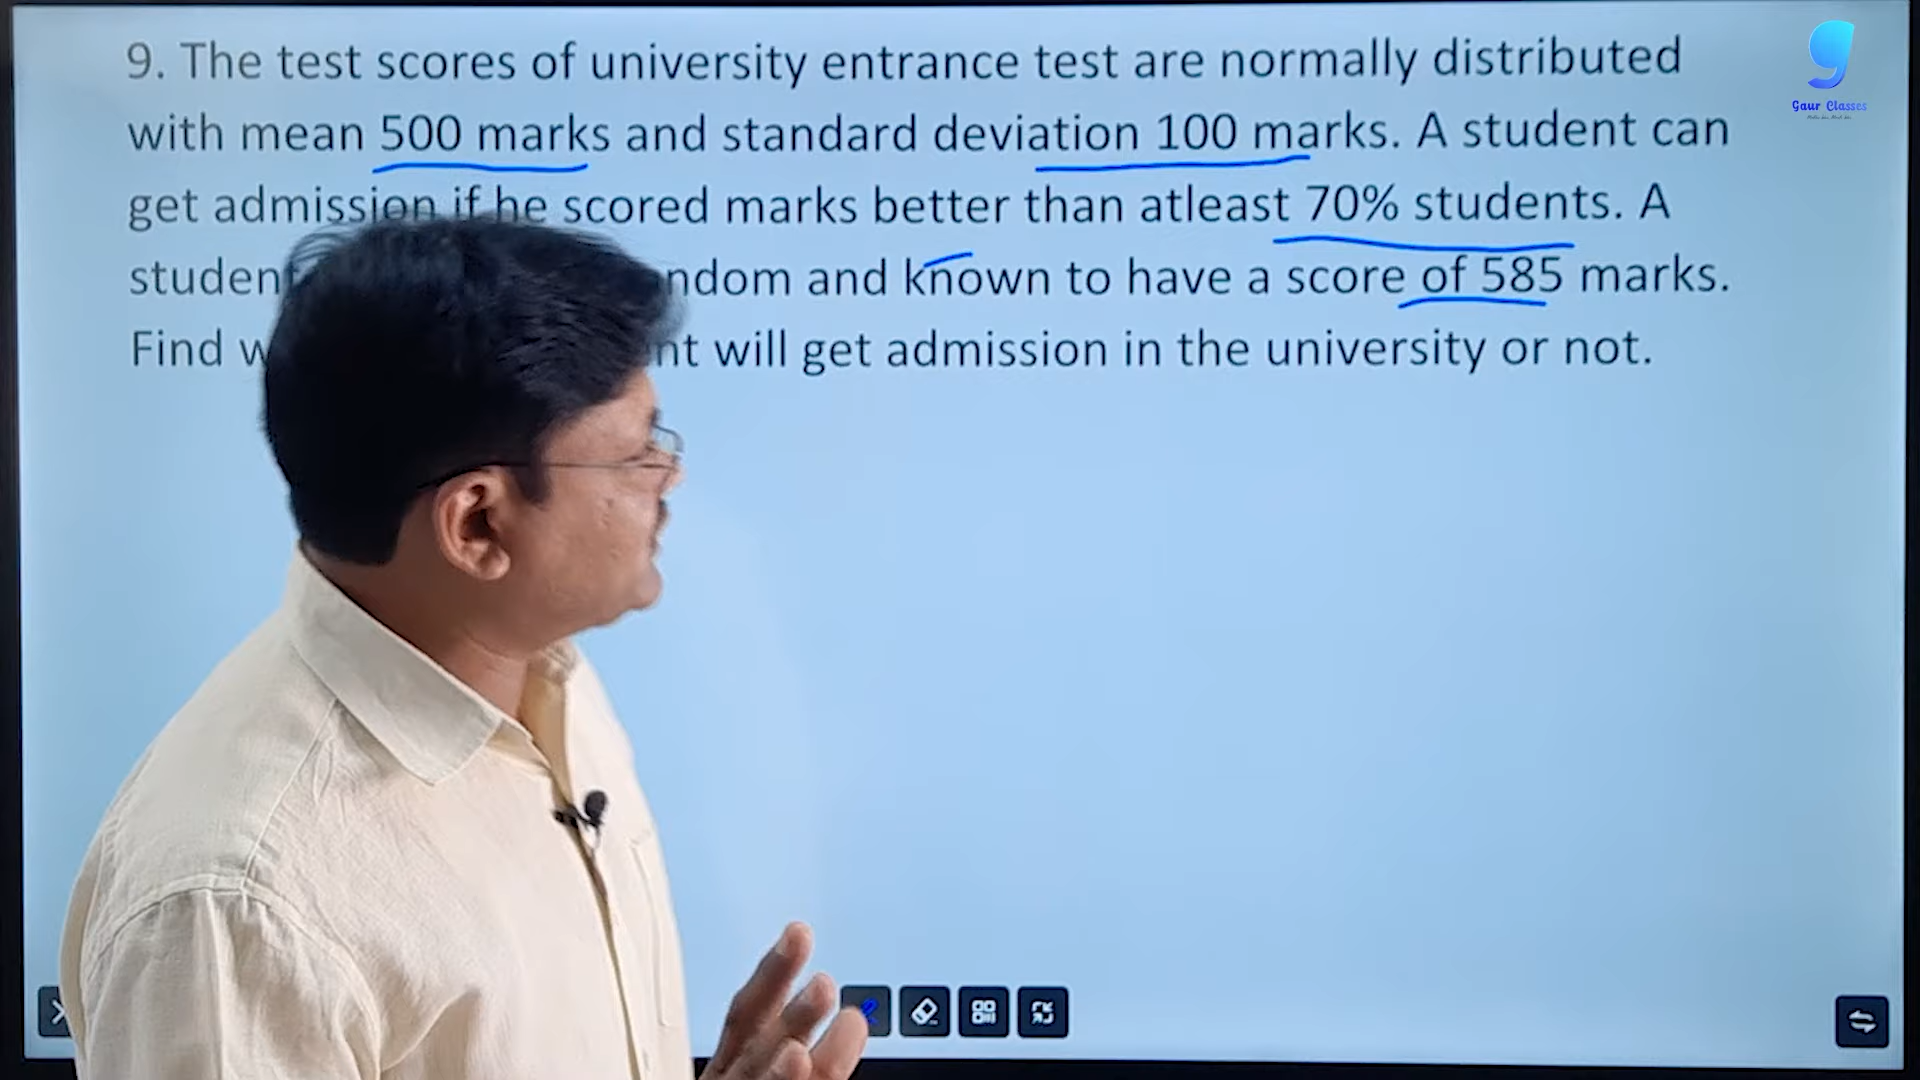 9. The test scores of university entrance test are normally distributed
with mean 500 marks and standard deviation 100 marks. A student can
get admission if he scored marks better than atleast 70% students. A
student ndom and known to have a score of 585 marks.
Find w nt will get admission in the university or not.
g
Gaur Classes